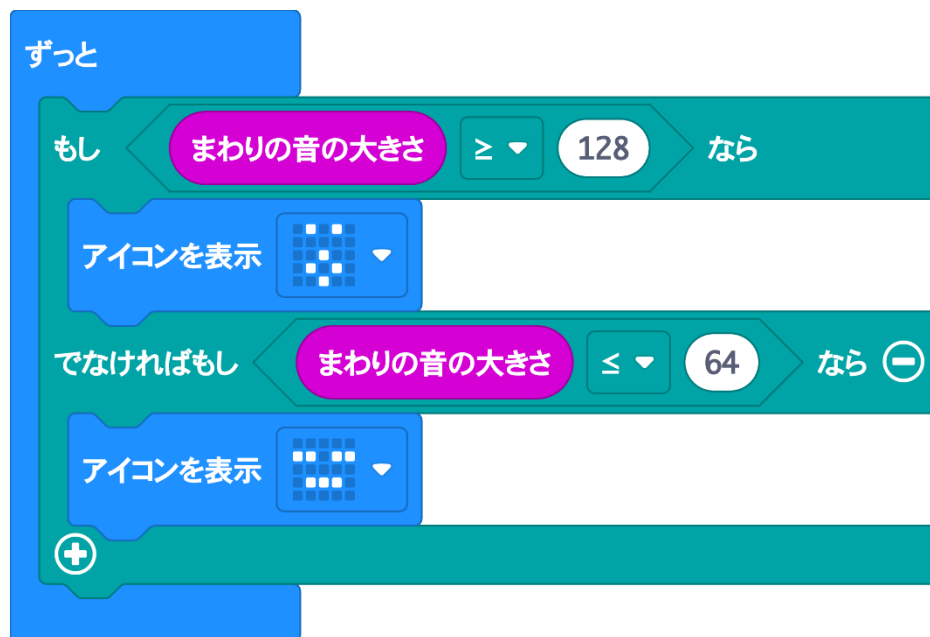 ずっと
もし まわりの音の大きさ ≥ 128 なら
アイコンを表示
でなければもし まわりの音の大きさ ≤ 64 なら
アイコンを表示